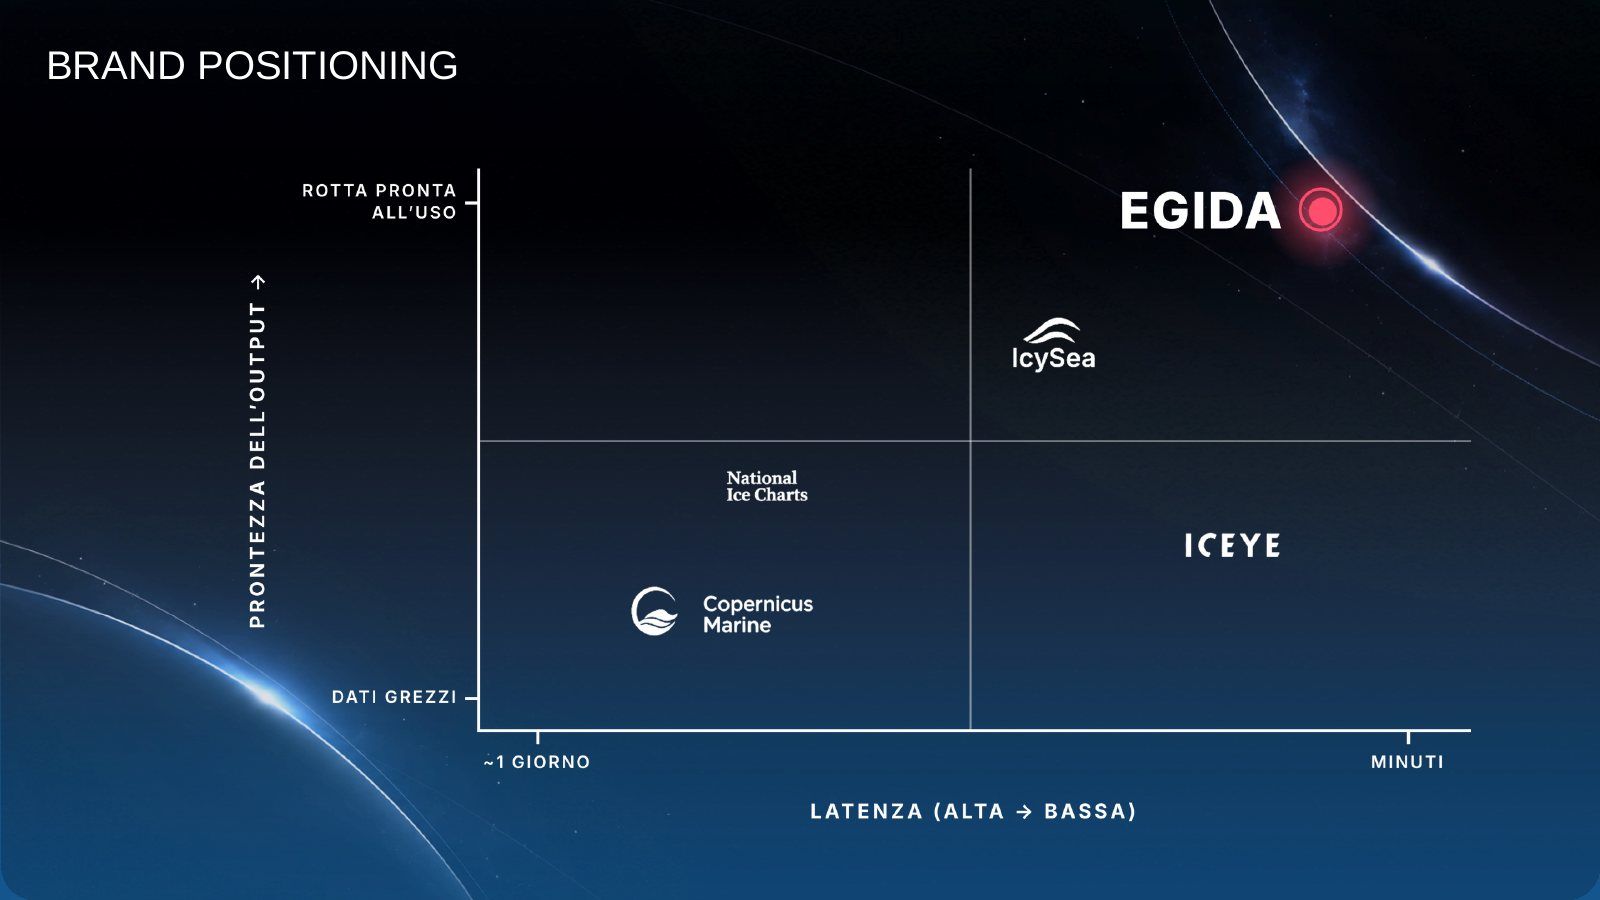 BRAND POSITIONING
ROTTA PRONTA
ALL'USO
EGIDA
IcySea
PRONTEZZA DELL'OUTPUT →
National
Ice Charts
ICEYE
Copernicus
Marine
DATI GREZZI
~1 GIORNO
MINUTI
LATENZA (ALTA → BASSA)